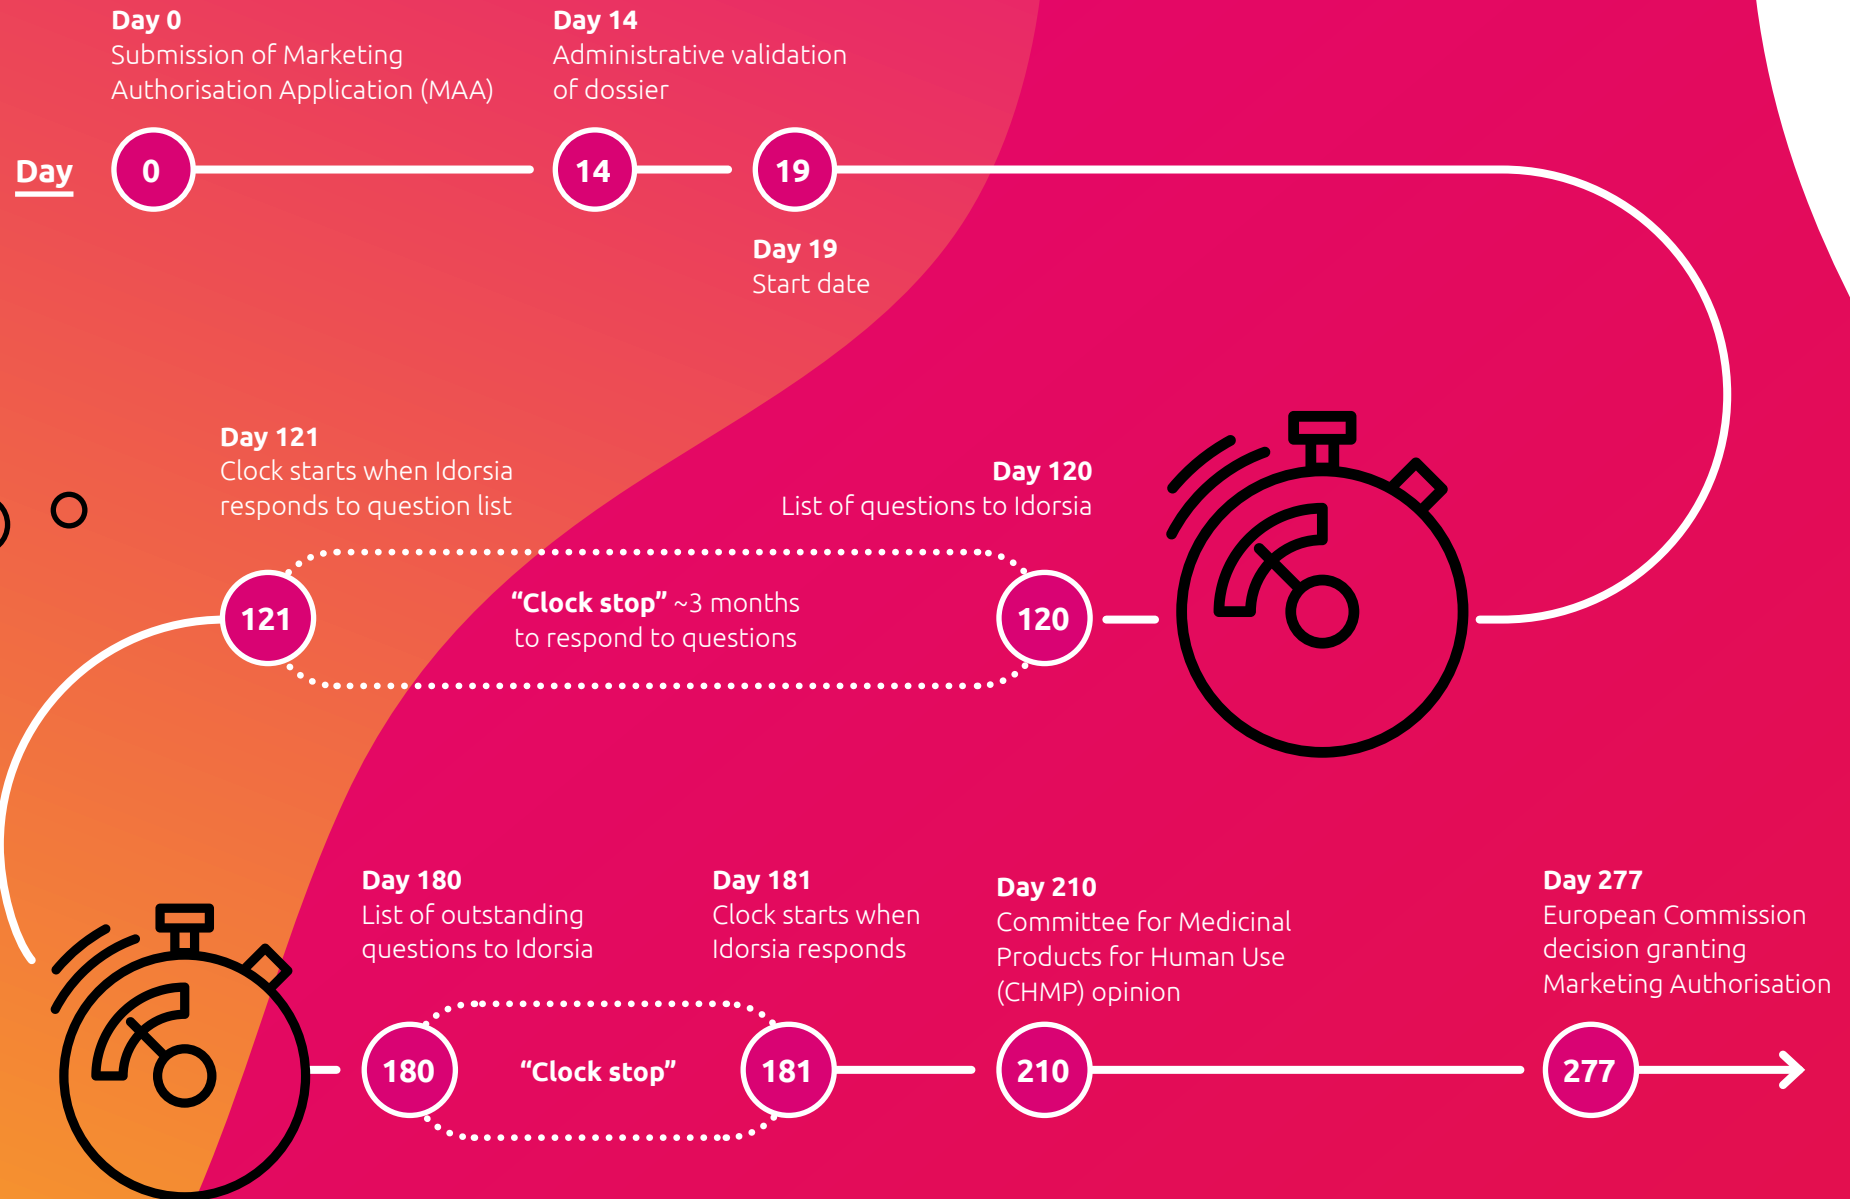 Day 0
Submission of Marketing
Authorisation Application (MAA)
Day 14
Administrative validation
of dossier
Day
0
14
19
Day 19
Start date
Day 121
Clock starts when Idorsia
responds to question list
Day 120
List of questions to Idorsia
121
“Clock stop” ~3 months
to respond to questions
120
Day 180
List of outstanding
questions to Idorsia
Day 181
Clock starts when
Idorsia responds
Day 210
Committee for Medicinal
Products for Human Use
(CHMP) opinion
Day 277
European Commission
decision granting
Marketing Authorisation
180
“Clock stop”
181
210
277